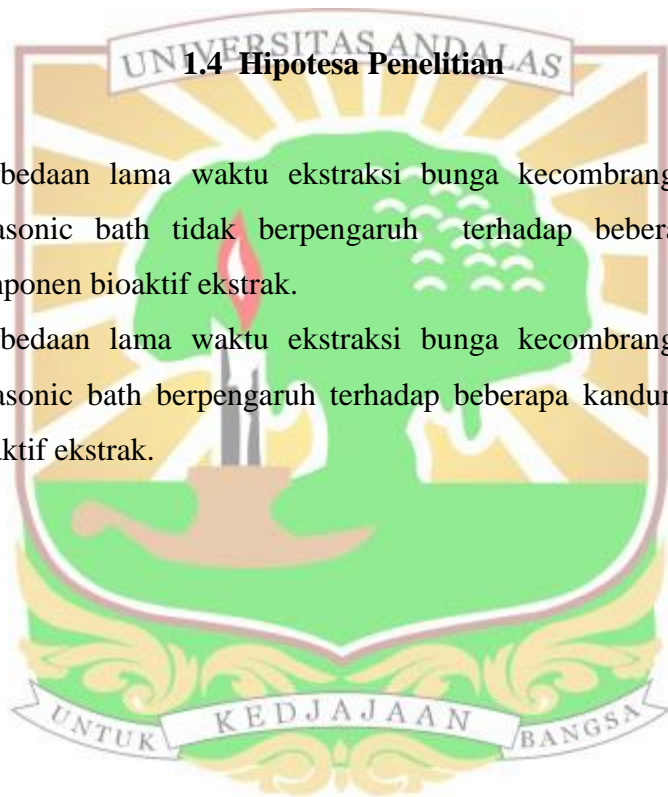 UNIVERSITAS ANDALAS
1.4 Hipotesa Penelitian
bedaan lama waktu ekstraksi bunga kecombrang
asonic bath tidak berpengaruh terhadap bebera
ponen bioaktif ekstrak.
bedaan lama waktu ekstraksi bunga kecombrang
asonic bath berpengaruh terhadap beberapa kandun
aktif ekstrak.
UNTUK KEDJAJAAN BANGSA